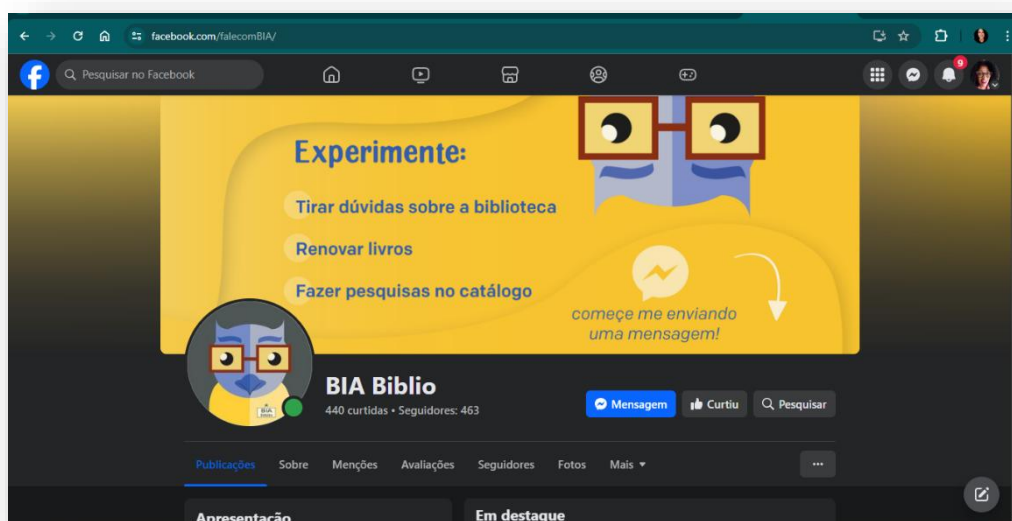 facebook.com/falecomBIA/
Pesquisar no Facebook
9
Experimente:
Tirar dúvidas sobre a biblioteca
Renovar livros
Fazer pesquisas no catálogo
começe me enviando
uma mensagem!
BIA Biblio
440 curtidas • Seguidores: 463
Mensagem
Curtiu
Pesquisar
BIA
Publicações
Sobre
Menções
Avaliações
Seguidores
Fotos
Mais
Apresentação
Em destaque